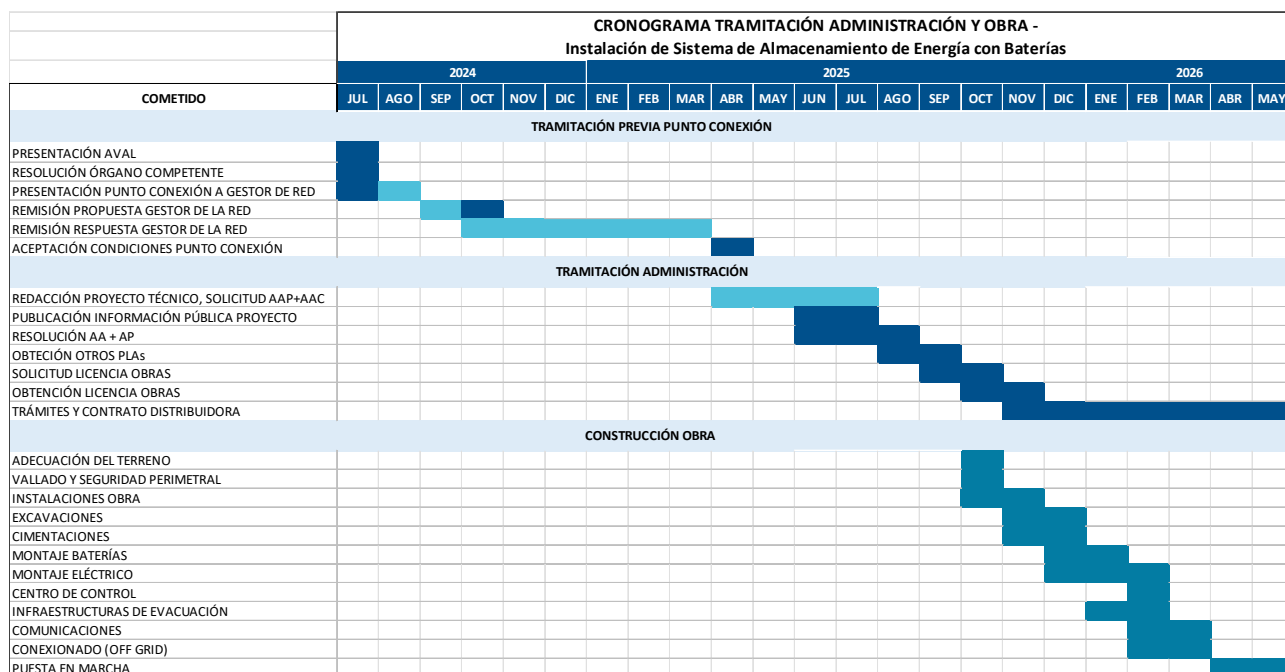 CRONOGRAMA TRAMITACIÓN ADMINISTRACIÓN Y OBRA -
Instalación de Sistema de Almacenamiento de Energía con Baterías
2024 2025 2026
COMETIDO JUL AGO SEP OCT NOV DIC ENE FEB MAR ABR MAY JUN JUL AGO SEP OCT NOV DIC ENE FEB MAR ABR MAY
TRAMITACIÓN PREVIA PUNTO CONEXIÓN
PRESENTACIÓN AVAL
RESOLUCIÓN ÓRGANO COMPETENTE
PRESENTACIÓN PUNTO CONEXIÓN A GESTOR DE RED
REMISIÓN PROPUESTA GESTOR DE LA RED
REMISIÓN RESPUESTA GESTOR DE LA RED
ACEPTACIÓN CONDICIONES PUNTO CONEXIÓN
TRAMITACIÓN ADMINISTRACIÓN
REDACCIÓN PROYECTO TÉCNICO, SOLICITUD AAP+AAC
PUBLICACIÓN INFORMACIÓN PÚBLICA PROYECTO
RESOLUCIÓN AA + AP
OBTECIÓN OTROS PLAs
SOLICITUD LICENCIA OBRAS
OBTENCIÓN LICENCIA OBRAS
TRÁMITES Y CONTRATO DISTRIBUIDORA
CONSTRUCCIÓN OBRA
ADECUACIÓN DEL TERRENO
VALLADO Y SEGURIDAD PERIMETRAL
INSTALACIONES OBRA
EXCAVACIONES
CIMENTACIONES
MONTAJE BATERÍAS
MONTAJE ELÉCTRICO
CENTRO DE CONTROL
INFRAESTRUCTURAS DE EVACUACIÓN
COMUNICACIONES
CONEXIONADO (OFF GRID)
PUESTA EN MARCHA